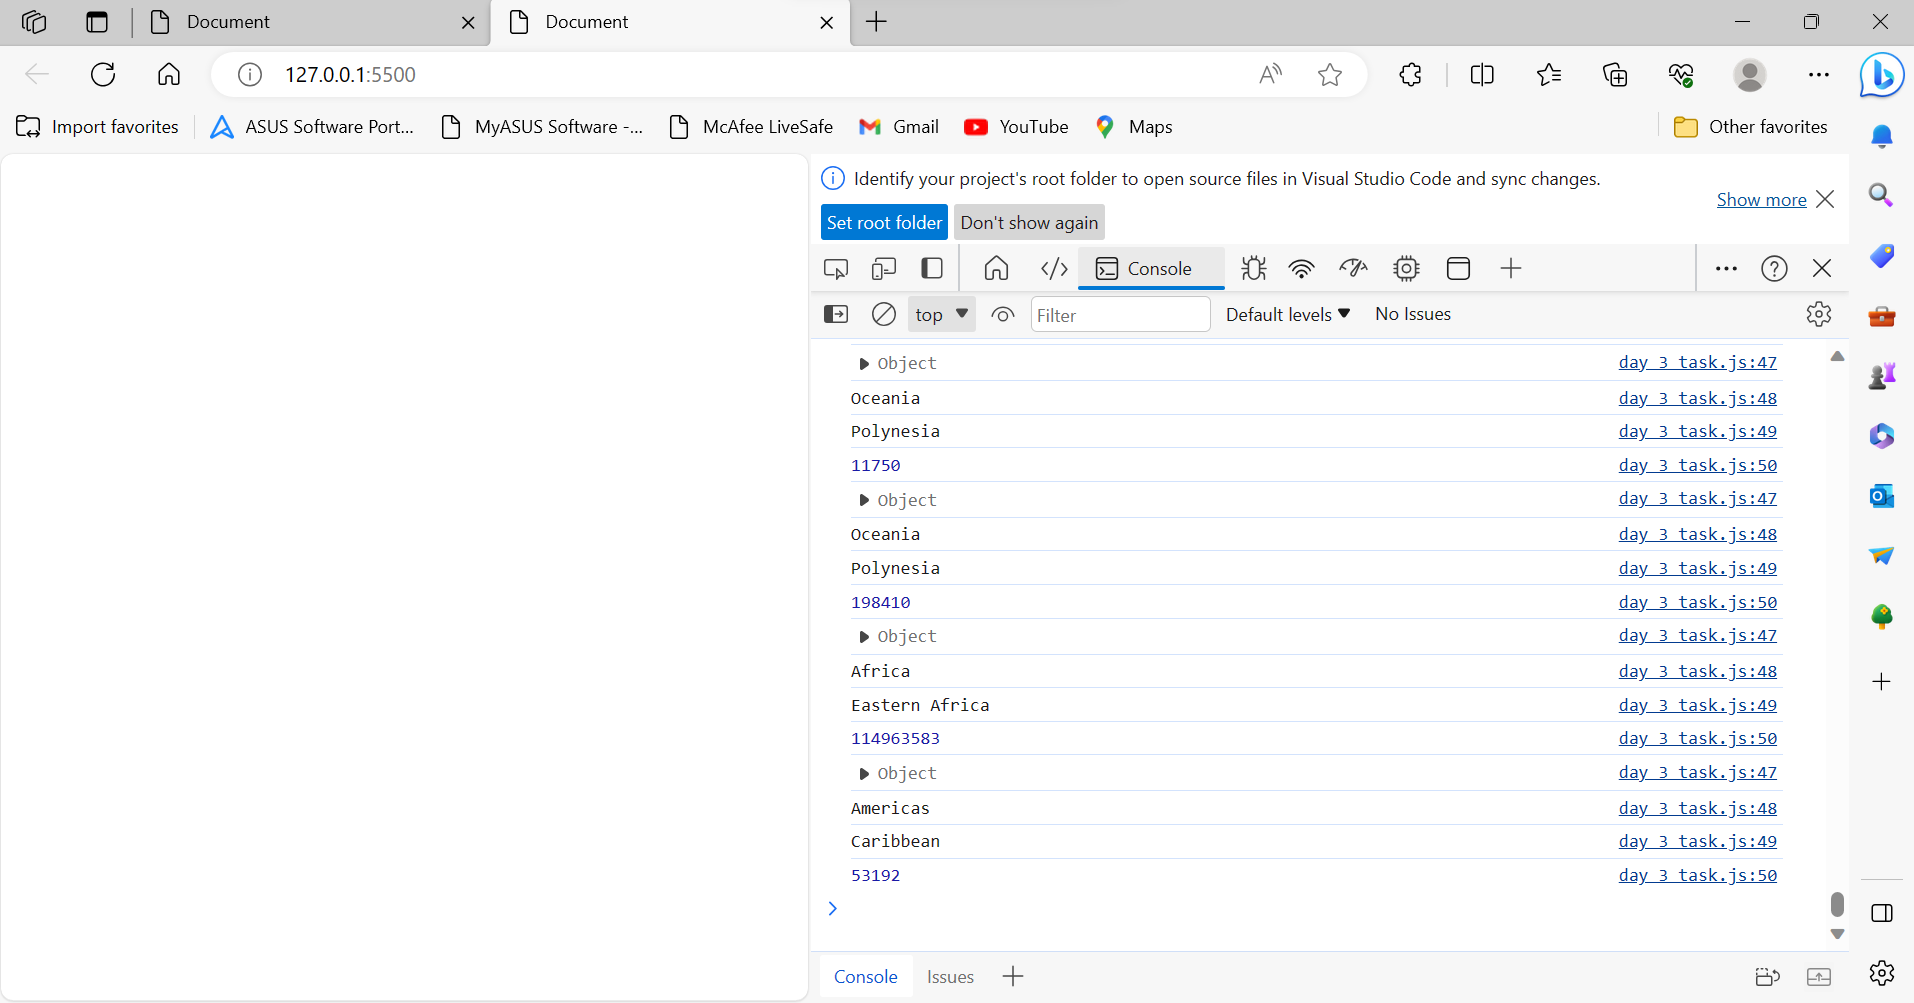 Document
Document
127.0.0.1:5500
Import favorites
ASUS Software Port...
MyASUS Software -...
McAfee LiveSafe
Gmail
YouTube
Maps
Other favorites
Identify your project's root folder to open source files in Visual Studio Code and sync changes.
Show more
Set root folder
Don't show again
Console
top
Filter
Default levels
No Issues
Object day 3 task.js:47
Oceania day 3 task.js:48
Polynesia day 3 task.js:49
11750 day 3 task.js:50
Object day 3 task.js:47
Oceania day 3 task.js:48
Polynesia day 3 task.js:49
198410 day 3 task.js:50
Object day 3 task.js:47
Africa day 3 task.js:48
Eastern Africa day 3 task.js:49
114963583 day 3 task.js:50
Object day 3 task.js:47
Americas day 3 task.js:48
Caribbean day 3 task.js:49
53192 day 3 task.js:50
Console
Issues